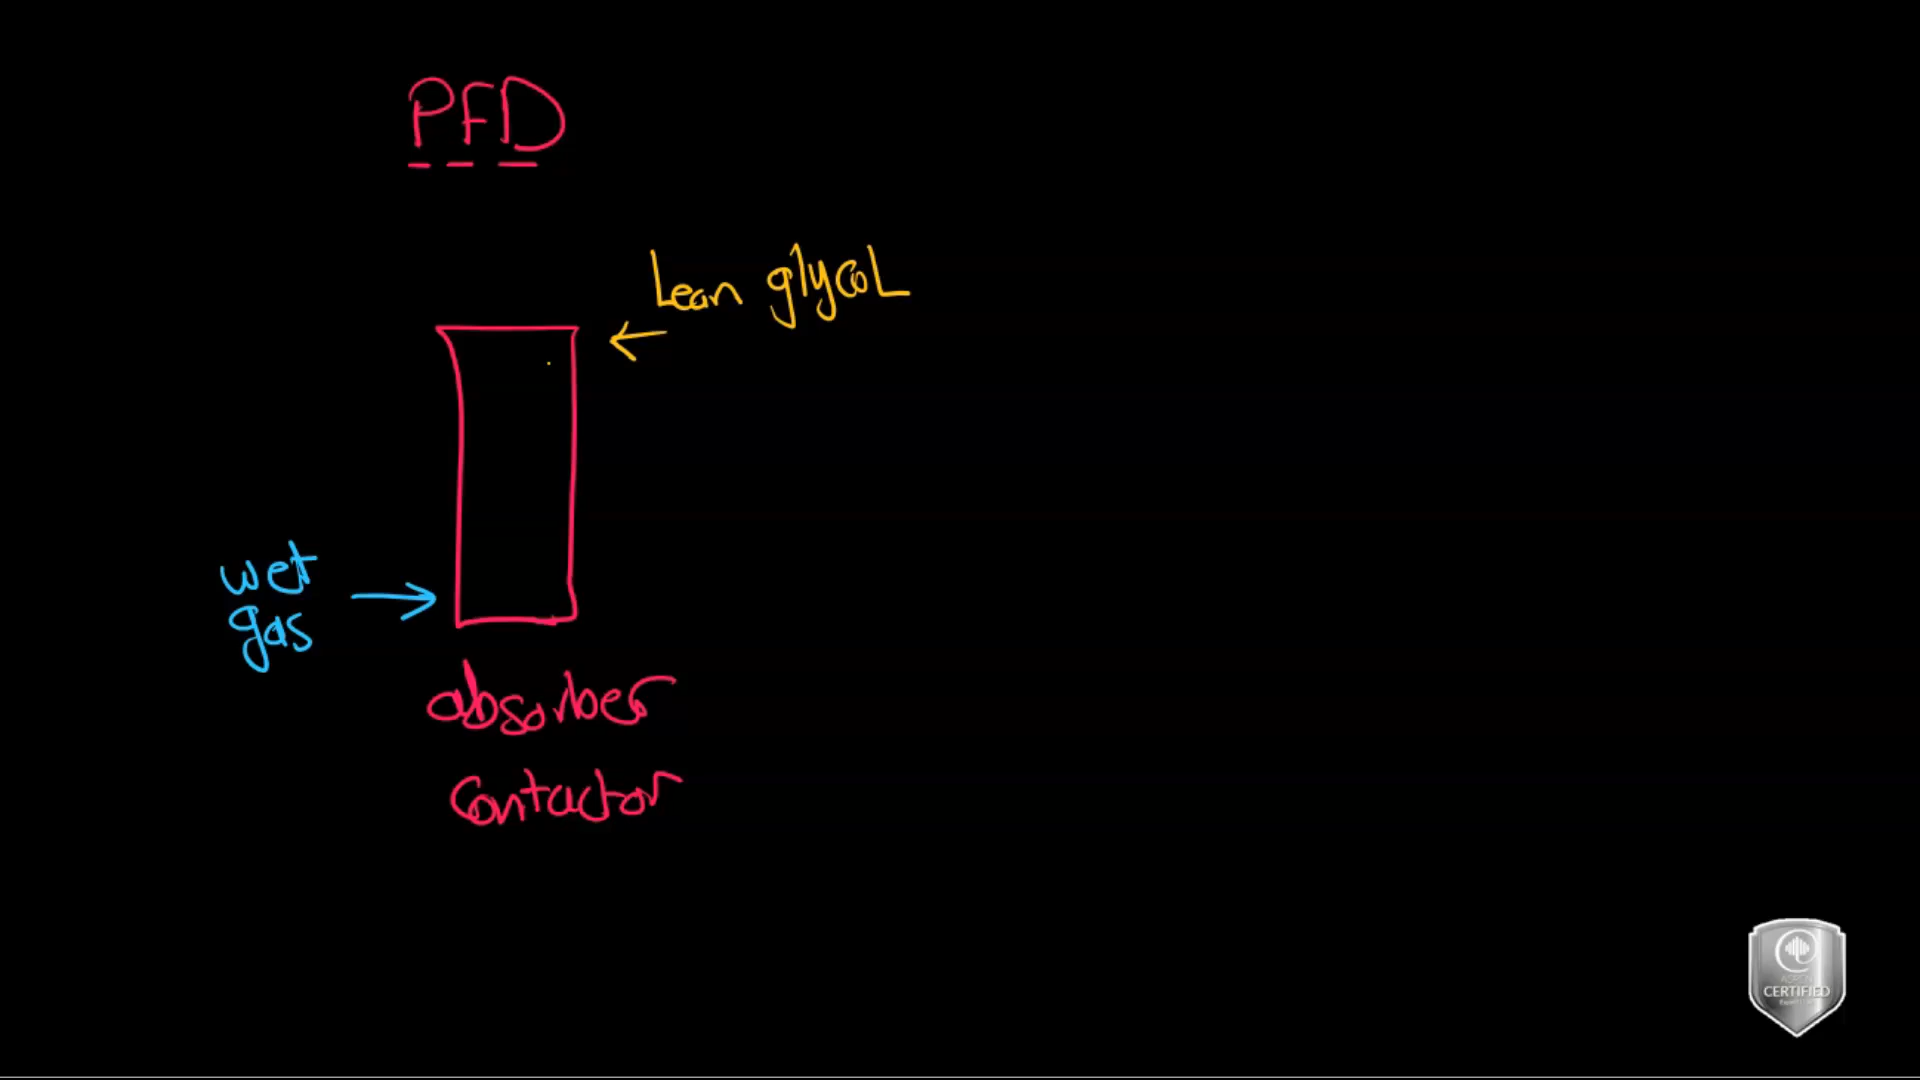 PFD
Lean glycol
wet
gas
absorber
contactor
CERTIFIED